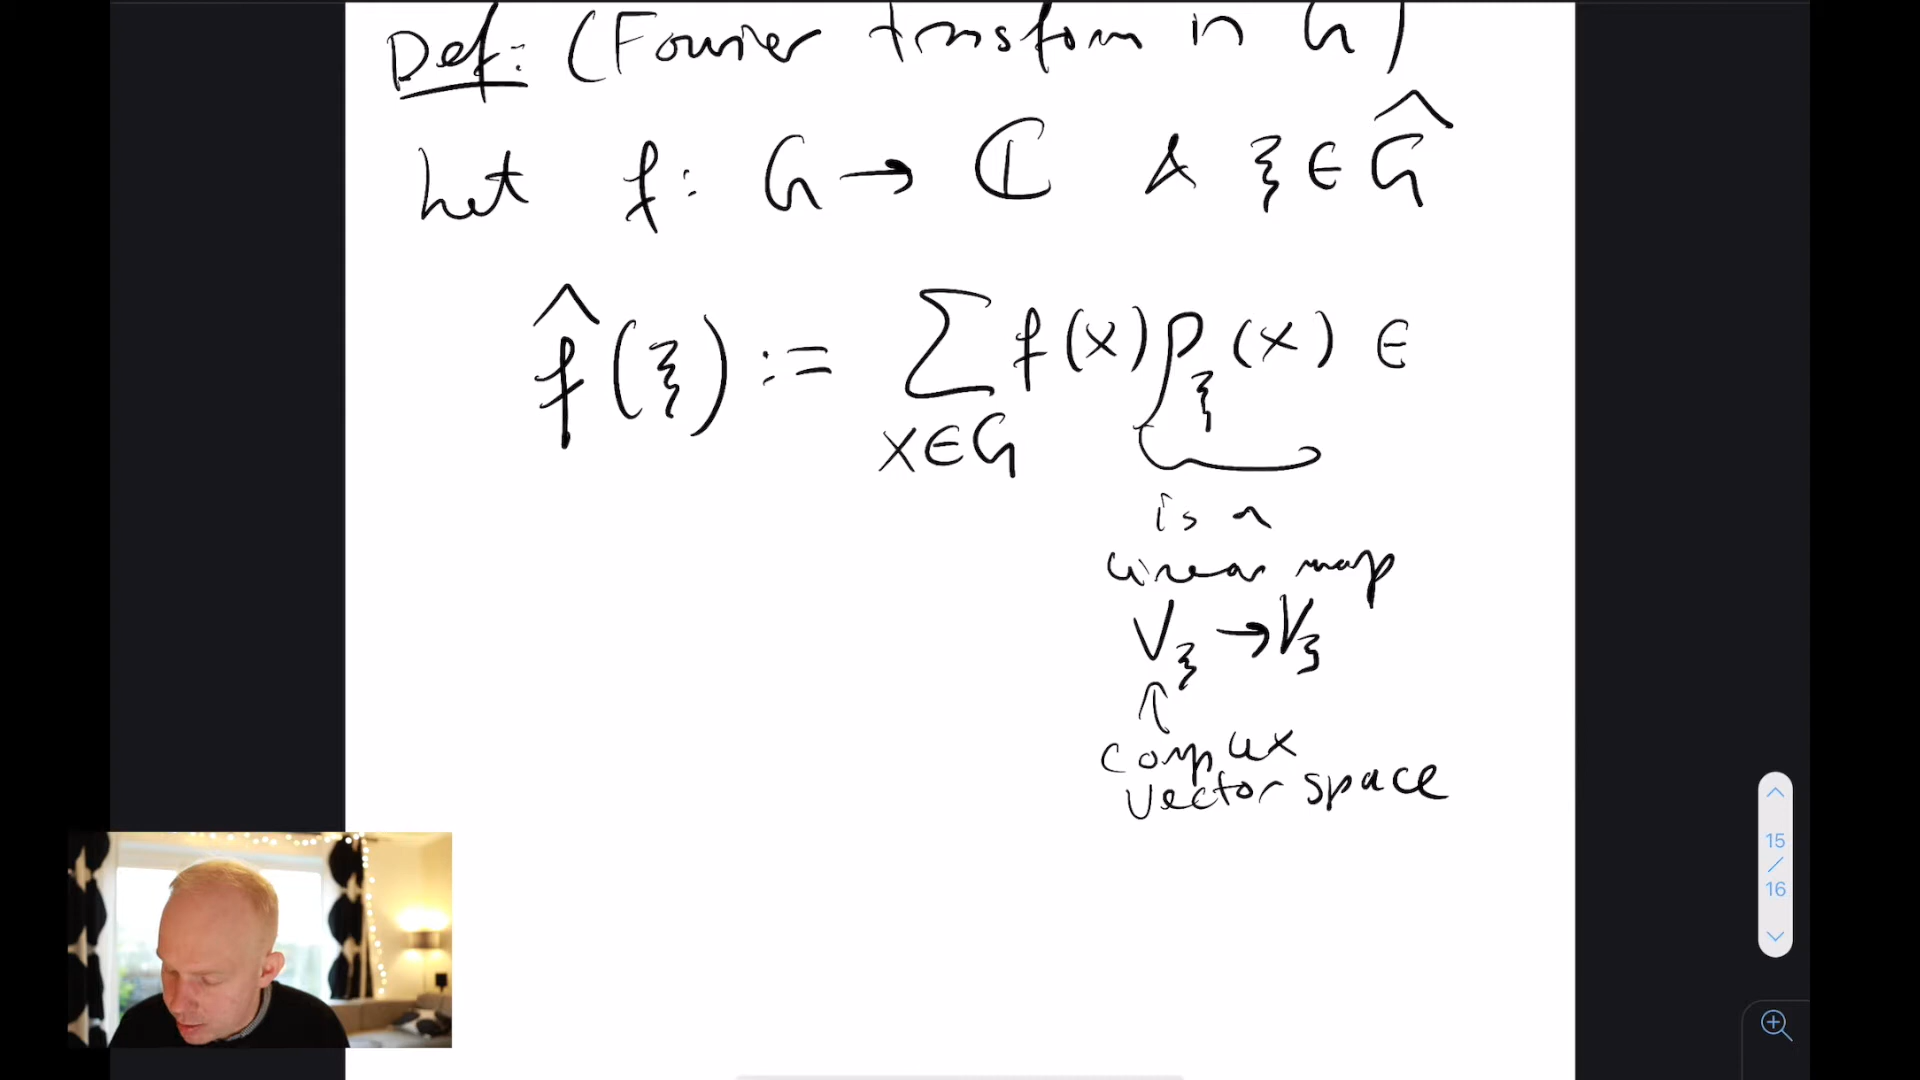 Def: (Fourier transform in G)
Let f: G → ℂ & ξ ∈ Ĝ
f̂(ξ) := ∑ f(x) ρ_ξ(x) ∈
x∈G
is a
linear map
V_ξ → V_ξ
↑
complex
vector space
15
/
16